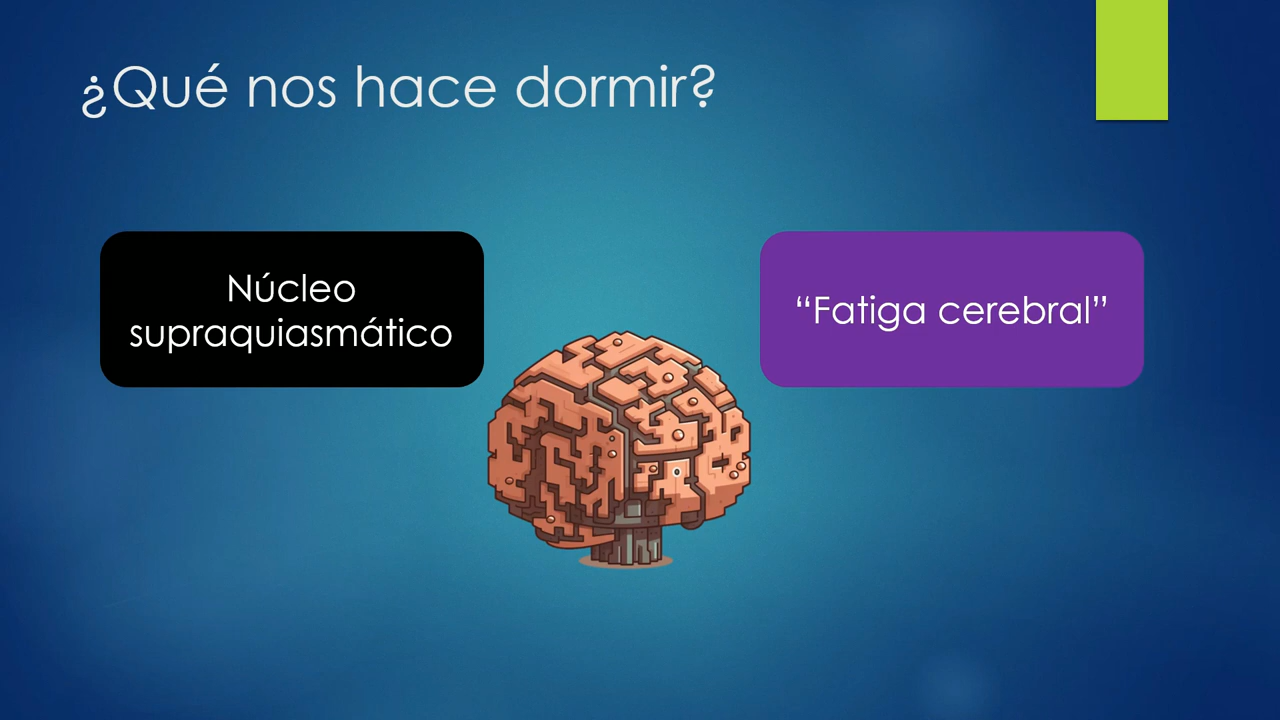 ¿Qué nos hace dormir?
Núcleo
supraquiasmático
“Fatiga cerebral”